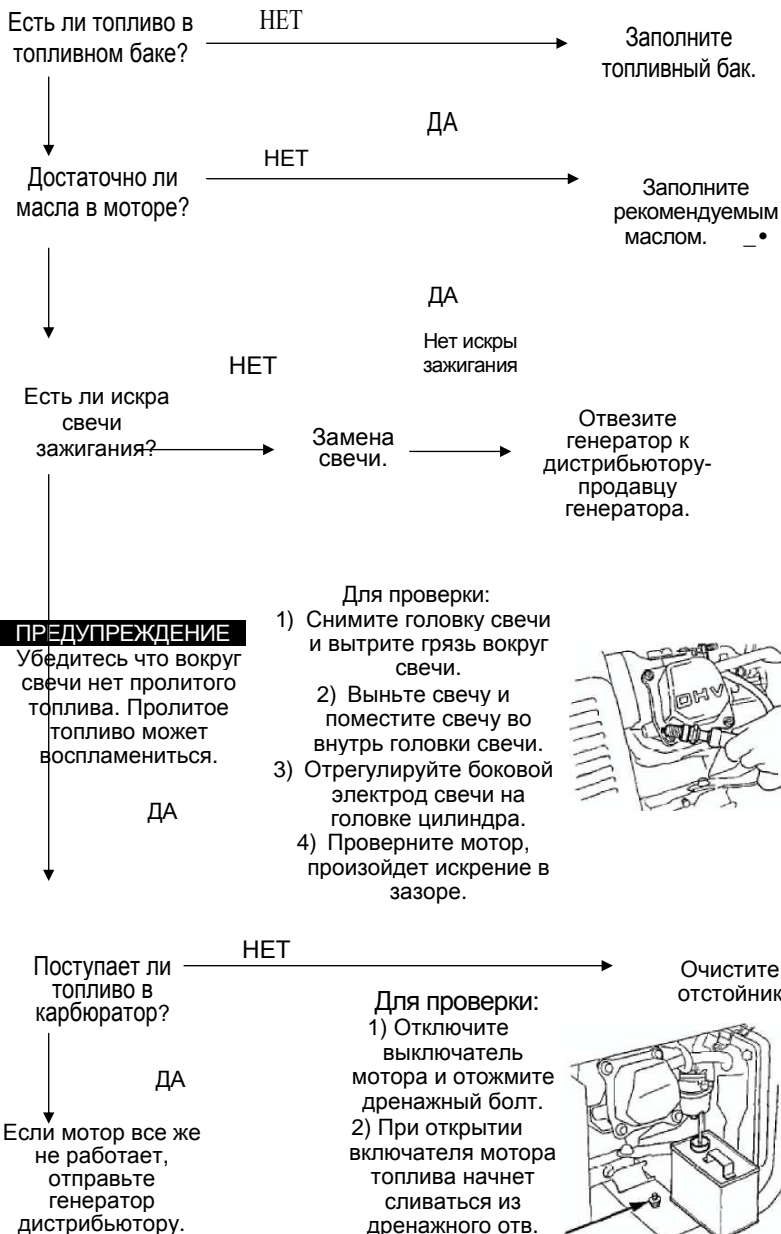 Есть ли топливо в
топливном баке?
НЕТ
Заполните
топливный бак.
ДА
Достаточно ли
масла в моторе?
НЕТ
Заполните
рекомендуемым
маслом. _•
ДА
Есть ли искра
свечи
зажигания?
НЕТ
Нет искры
зажигания
Замена
свечи.
Отвезите
генератор к
дистрибьютору-
продавцу
генератора.
ПРЕДУПРЕЖДЕНИЕ
Убедитесь что вокруг
свечи нет пролитого
топлива. Пролитое
топливо может
воспламениться.
ДА
Для проверки:
1) Снимите головку свечи
и вытрите грязь вокруг
свечи.
2) Выньте свечу и
поместите свечу во
внутрь головки свечи.
3) Отрегулируйте боковой
электрод свечи на
головке цилиндра.
4) Проверните мотор,
произойдет искрение в
зазоре.
OHV
Поступает ли
топливо в
карбюратор?
НЕТ
Очистите
отстойник
ДА
Для проверки:
1) Отключите
выключатель
мотора и отожмите
дренажный болт.
2) При открытии
включателя мотора
топлива начнет
сливаться из
дренажного отв.
Если мотор все же
не работает,
отправьте
генератор
дистрибьютору.